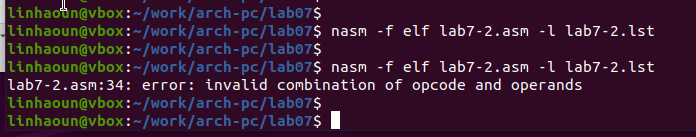 linhaoun@vbox:~/work/arch-pc/lab07$
linhaoun@vbox:~/work/arch-pc/lab07$ nasm -f elf lab7-2.asm -l lab7-2.lst
linhaoun@vbox:~/work/arch-pc/lab07$
linhaoun@vbox:~/work/arch-pc/lab07$ nasm -f elf lab7-2.asm -l lab7-2.lst
lab7-2.asm:34: error: invalid combination of opcode and operands
linhaoun@vbox:~/work/arch-pc/lab07$
linhaoun@vbox:~/work/arch-pc/lab07$